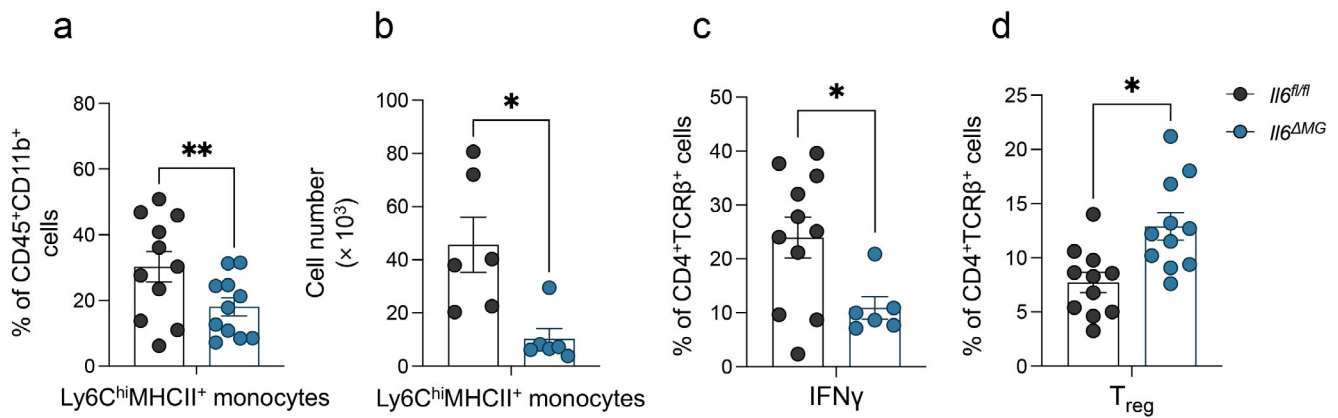 a
% of CD45⁺CD11b⁺
cells
80
60
40
20
0
**
Ly6CʰⁱMHCII⁺ monocytes
b
Cell number
(× 10³)
100
80
60
40
20
0
*
Ly6CʰⁱMHCII⁺ monocytes
c
% of CD4⁺TCRβ⁺ cells
50
40
30
20
10
0
*
IFNγ
d
% of CD4⁺TCRβ⁺ cells
25
20
15
10
5
0
*
Treg
Il6ᶠˡ/ᶠˡ
Il6ΔMG